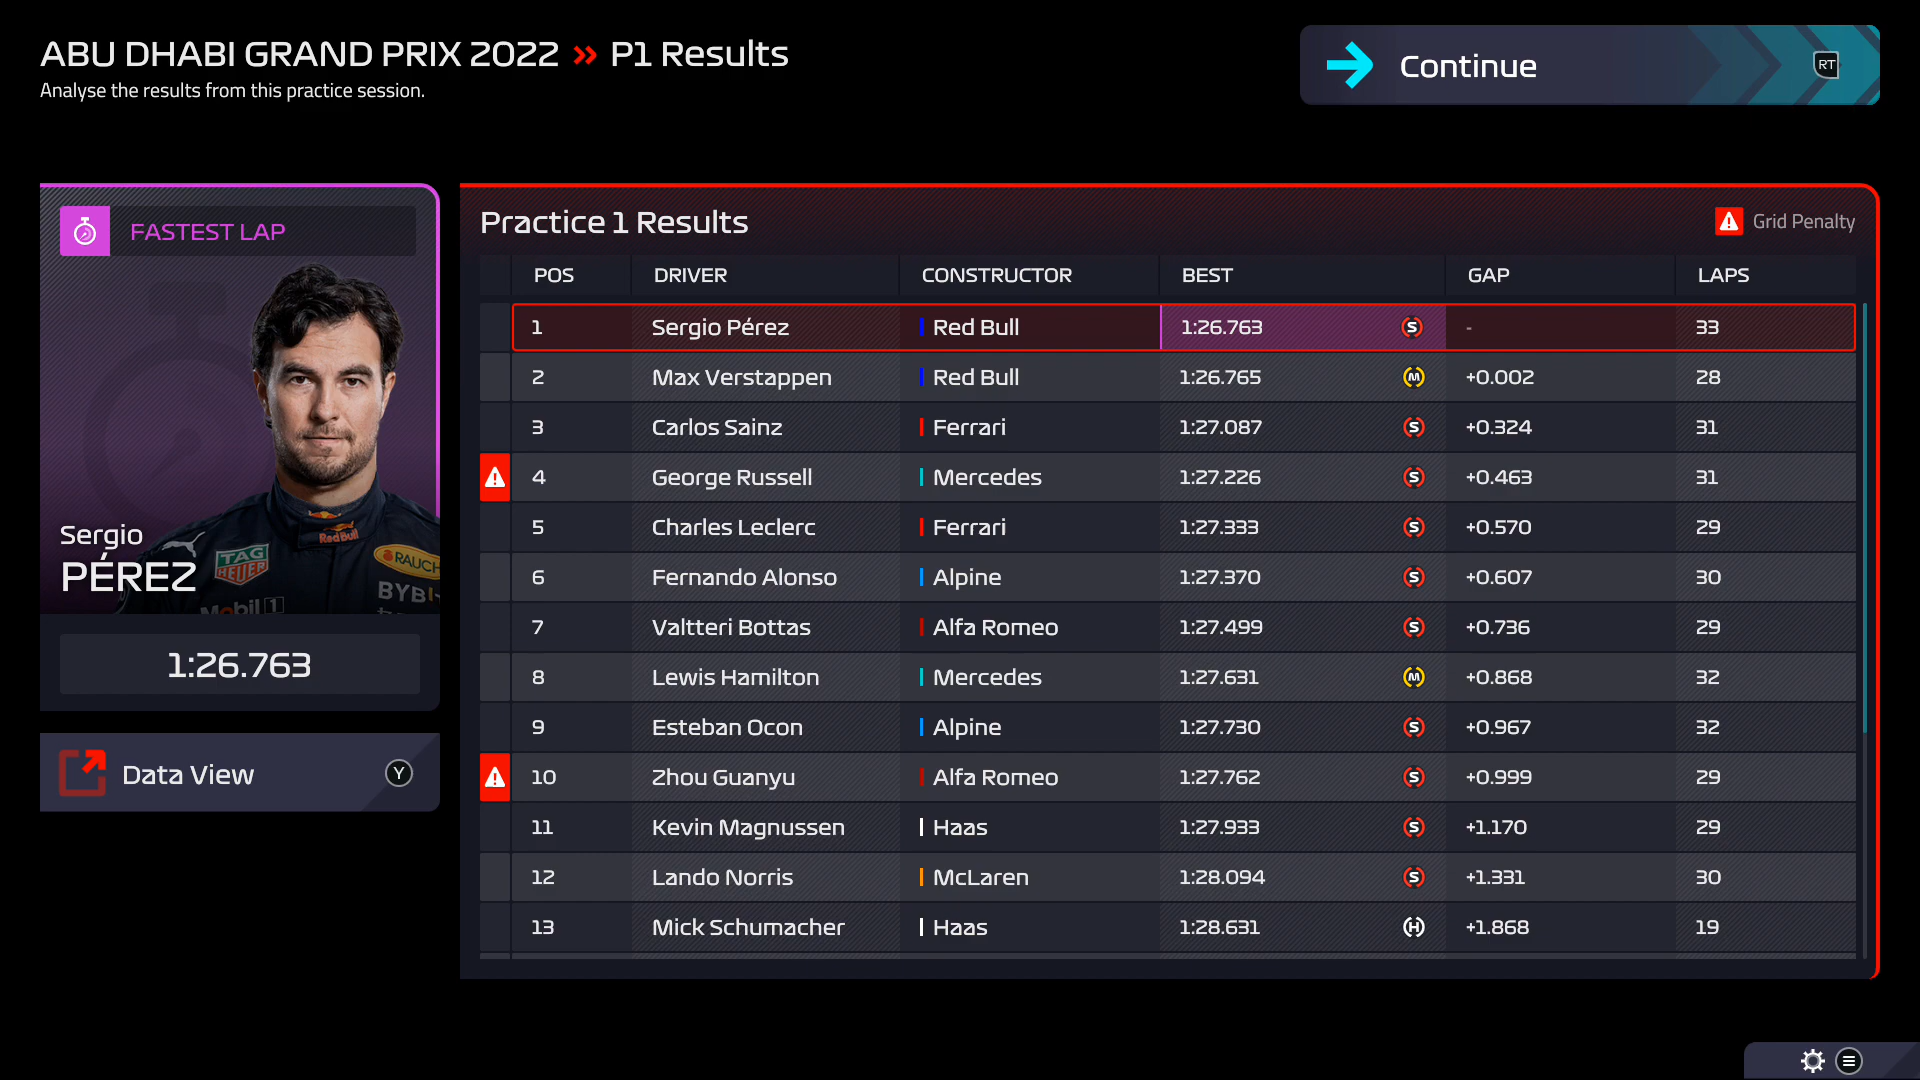 ABU DHABI GRAND PRIX 2022 » P1 Results
Analyse the results from this practice session.
Continue
RT
FASTEST LAP
Sergio
PÉREZ
TAG
HEUER
Red Bull
RAUCH
BYBI
Mobil 1
1:26.763
Data View Y
Practice 1 Results
Grid Penalty
POS DRIVER CONSTRUCTOR BEST GAP LAPS
1 Sergio Pérez Red Bull 1:26.763 S - 33
2 Max Verstappen Red Bull 1:26.765 M +0.002 28
3 Carlos Sainz Ferrari 1:27.087 S +0.324 31
4 George Russell Mercedes 1:27.226 S +0.463 31
5 Charles Leclerc Ferrari 1:27.333 S +0.570 29
6 Fernando Alonso Alpine 1:27.370 S +0.607 30
7 Valtteri Bottas Alfa Romeo 1:27.499 S +0.736 29
8 Lewis Hamilton Mercedes 1:27.631 M +0.868 32
9 Esteban Ocon Alpine 1:27.730 S +0.967 32
10 Zhou Guanyu Alfa Romeo 1:27.762 S +0.999 29
11 Kevin Magnussen Haas 1:27.933 S +1.170 29
12 Lando Norris McLaren 1:28.094 S +1.331 30
13 Mick Schumacher Haas 1:28.631 H +1.868 19